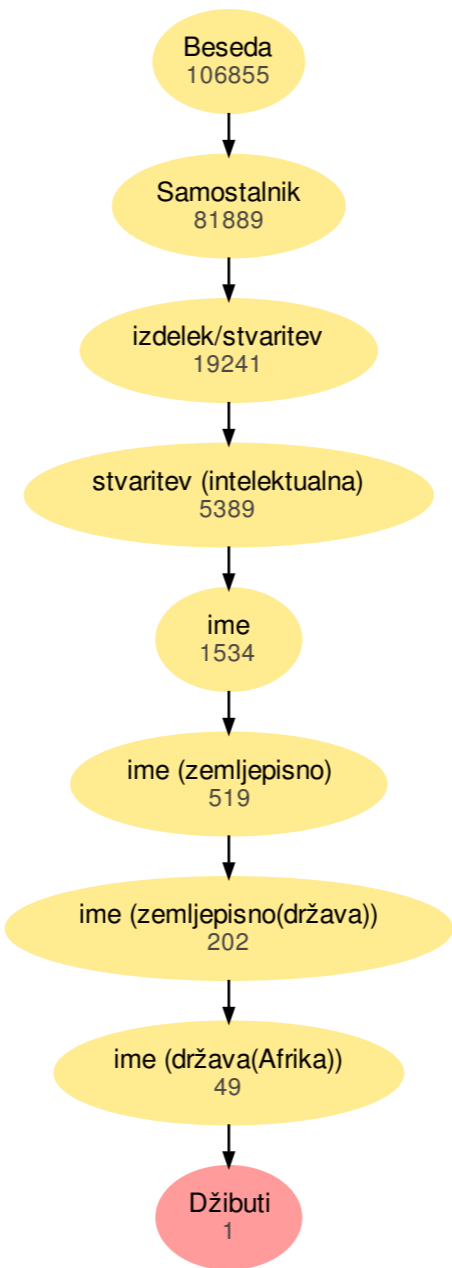 Beseda
106855
Samostalnik
81889
izdelek/stvaritev
19241
stvaritev (intelektualna)
5389
ime
1534
ime (zemljepisno)
519
ime (zemljepisno(država))
202
ime (država(Afrika))
49
Džibuti
1